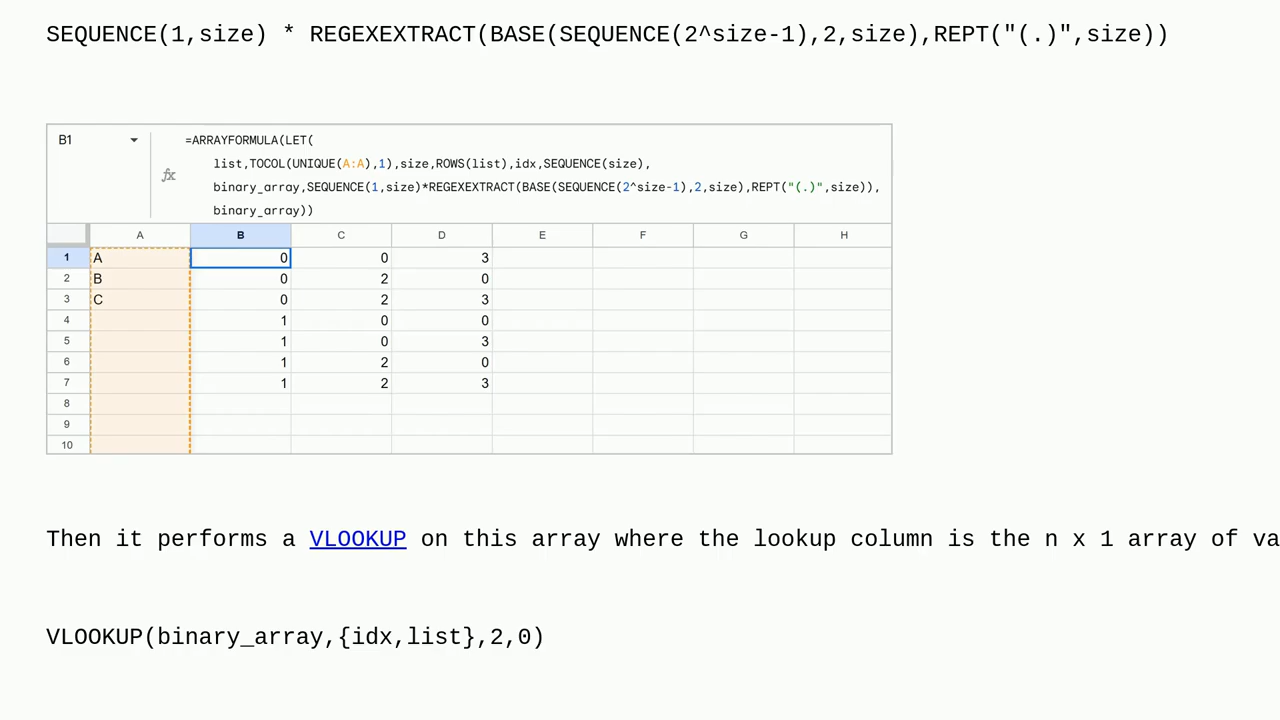 SEQUENCE(1,size) * REGEXEXTRACT(BASE(SEQUENCE(2^size-1),2,size),REPT("(.)",size))
B1
fx
=ARRAYFORMULA(LET(
list,TOCOL(UNIQUE(A:A),1),size,ROWS(list),idx,SEQUENCE(size),
binary_array,SEQUENCE(1,size)*REGEXEXTRACT(BASE(SEQUENCE(2^size-1),2,size),REPT("(.)",size)),
binary_array))
A B C D E F G H
1 A 0 0 3
2 B 0 2 0
3 C 0 2 3
4 1 0 0
5 1 0 3
6 1 2 0
7 1 2 3
8
9
10
Then it performs a VLOOKUP on this array where the lookup column is the n x 1 array of va
VLOOKUP(binary_array,{idx,list},2,0)